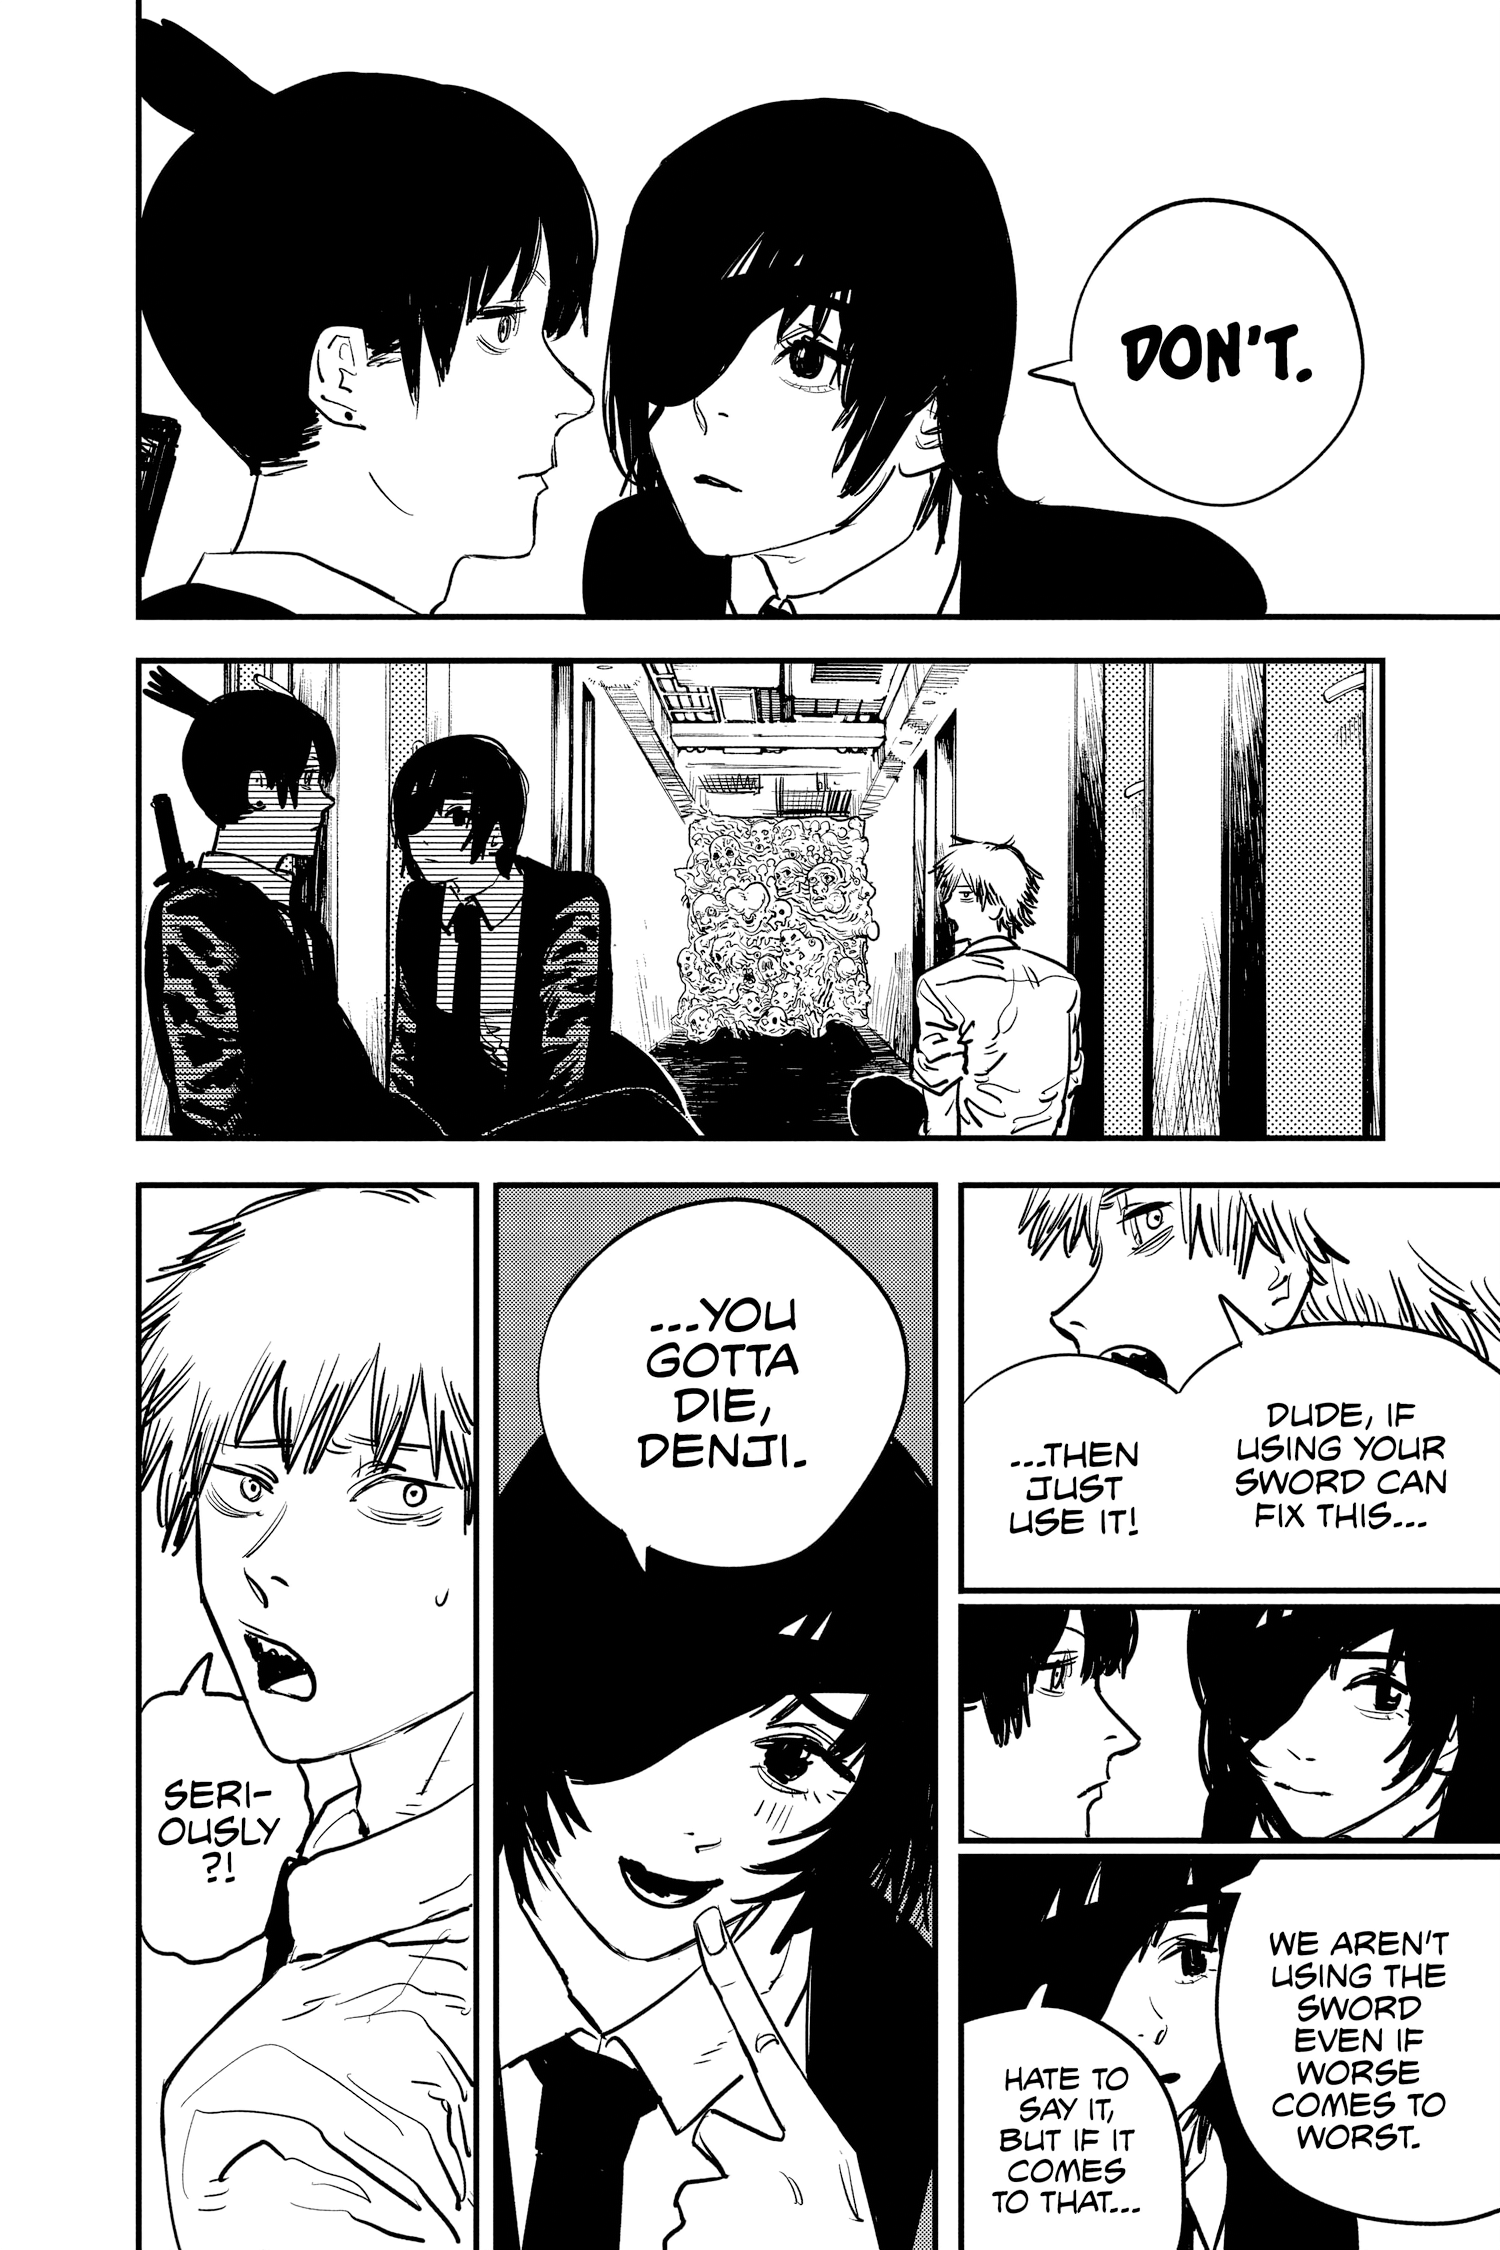 DON'T.
DUDE, IF
USING YOUR
SWORD CAN
FIX THIS...
...THEN
JUST
USE IT!
WE AREN'T
USING THE
SWORD
EVEN IF
WORSE
COMES TO
WORST.
HATE TO
SAY IT,
BUT IF IT
COMES
TO THAT...
...YOU
GOTTA
DIE,
DENJI.
SERI-
OUSLY
?!